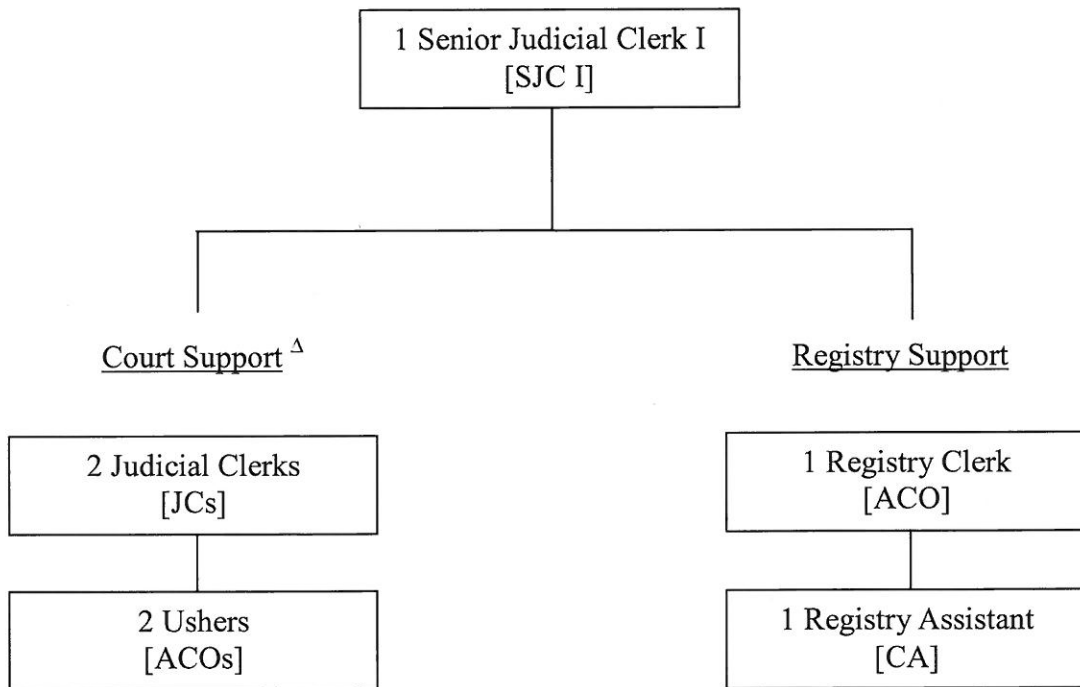 1 Senior Judicial Clerk I
[SJC I]
Court Support Δ
Registry Support
2 Judicial Clerks
[JCs]
1 Registry Clerk
[ACO]
2 Ushers
[ACOs]
1 Registry Assistant
[CA]